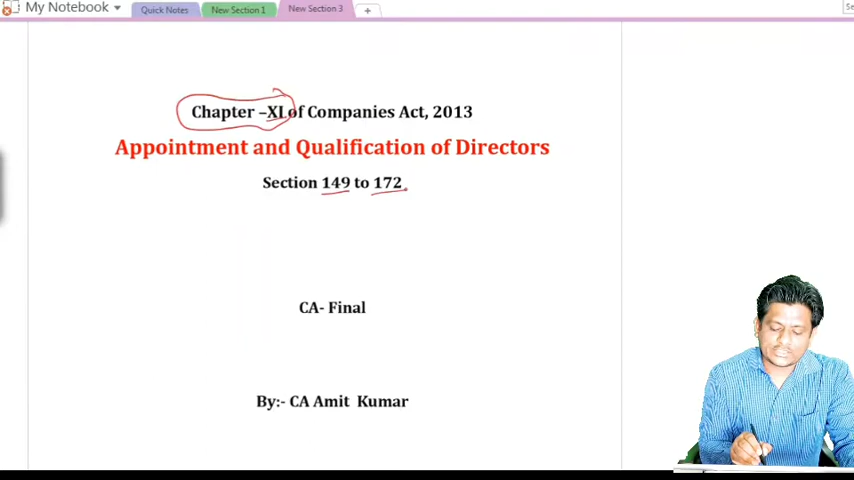 My Notebook
Quick Notes
New Section 1
New Section 3
Chapter –XI of Companies Act, 2013
Appointment and Qualification of Directors
Section 149 to 172
CA- Final
By:- CA Amit Kumar